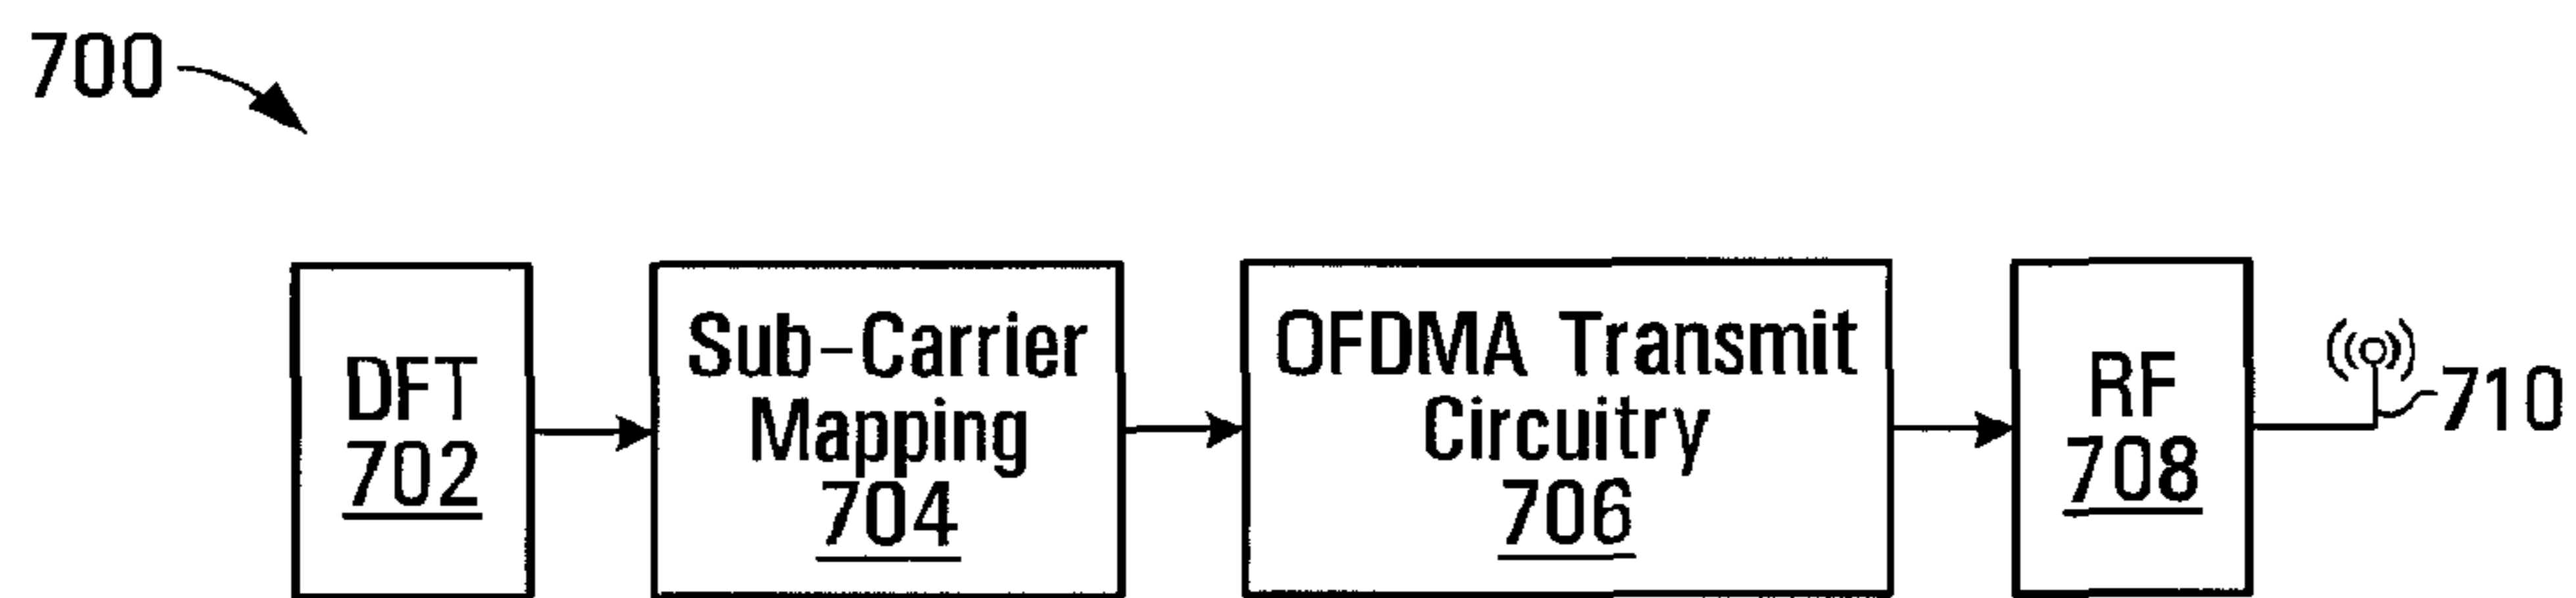 700
DFT
702
Sub-Carrier
Mapping
704
OFDMA Transmit
Circuitry
706
RF
708
710